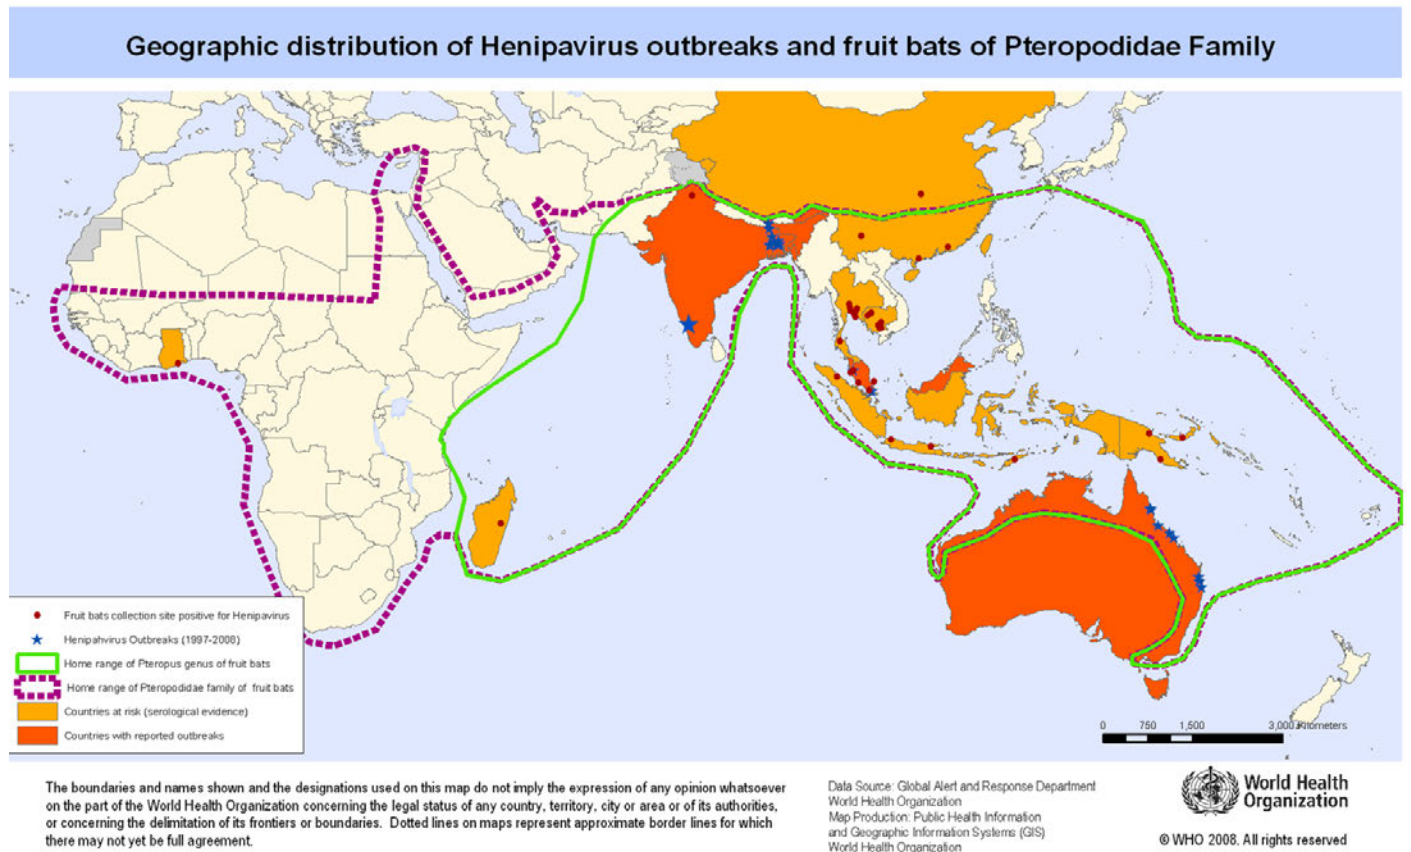 Geographic distribution of Henipavirus outbreaks and fruit bats of Pteropodidae Family
Fruit bats collection site positive for Henipavirus
Henipahvirus Outbreaks (1997-2008)
Home range of Pteropus genus of fruit bats
Home range of Pteropodidae family of fruit bats
Countries at risk (serological evidence)
Countries with reported outbreaks
0 750 1,500 3,000 Kilometers
The boundaries and names shown and the designations used on this map do not imply the expression of any opinion whatsoever
on the part of the World Health Organization concerning the legal status of any country, territory, city or area or of its authorities,
or concerning the delimitation of its frontiers or boundaries. Dotted lines on maps represent approximate border lines for which
there may not yet be full agreement.
Data Source: Global Alert and Response Department
World Health Organization
Map Production: Public Health Information
and Geographic Information Systems (GIS)
World Health Organization
World Health
Organization
© WHO 2008. All rights reserved